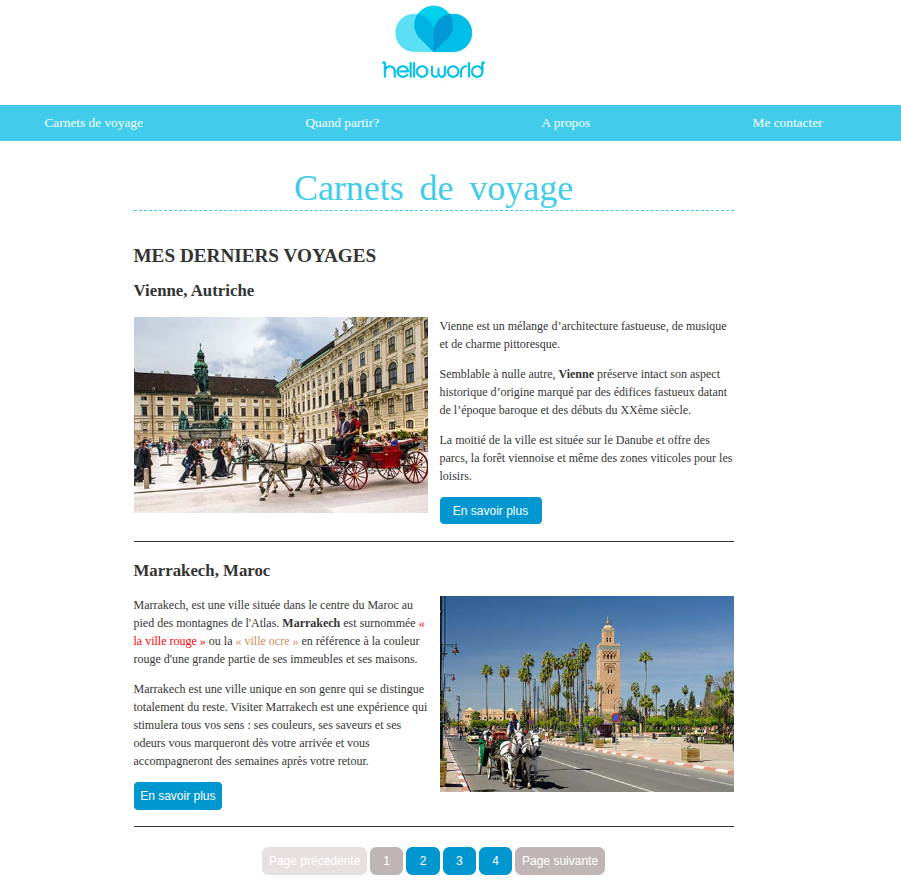 helloworld
Carnets de voyage
Quand partir?
A propos
Me contacter
Carnets de voyage
MES DERNIERS VOYAGES
Vienne, Autriche
Vienne est un mélange d’architecture fastueuse, de musique
et de charme pittoresque.
Semblable à nulle autre, Vienne préserve intact son aspect
historique d’origine marqué par des édifices fastueux datant
de l’époque baroque et des débuts du XXème siècle.
La moitié de la ville est située sur le Danube et offre des
parcs, la forêt viennoise et même des zones viticoles pour les
loisirs.
En savoir plus
Marrakech, Maroc
Marrakech, est une ville située dans le centre du Maroc au
pied des montagnes de l'Atlas. Marrakech est surnommée «
la ville rouge » ou la « ville ocre » en référence à la couleur
rouge d'une grande partie de ses immeubles et ses maisons.
Marrakech est une ville unique en son genre qui se distingue
totalement du reste. Visiter Marrakech est une expérience qui
stimulera tous vos sens : ses couleurs, ses saveurs et ses
odeurs vous marqueront dès votre arrivée et vous
accompagneront des semaines après votre retour.
En savoir plus
Page précedente 1 2 3 4 Page suivante